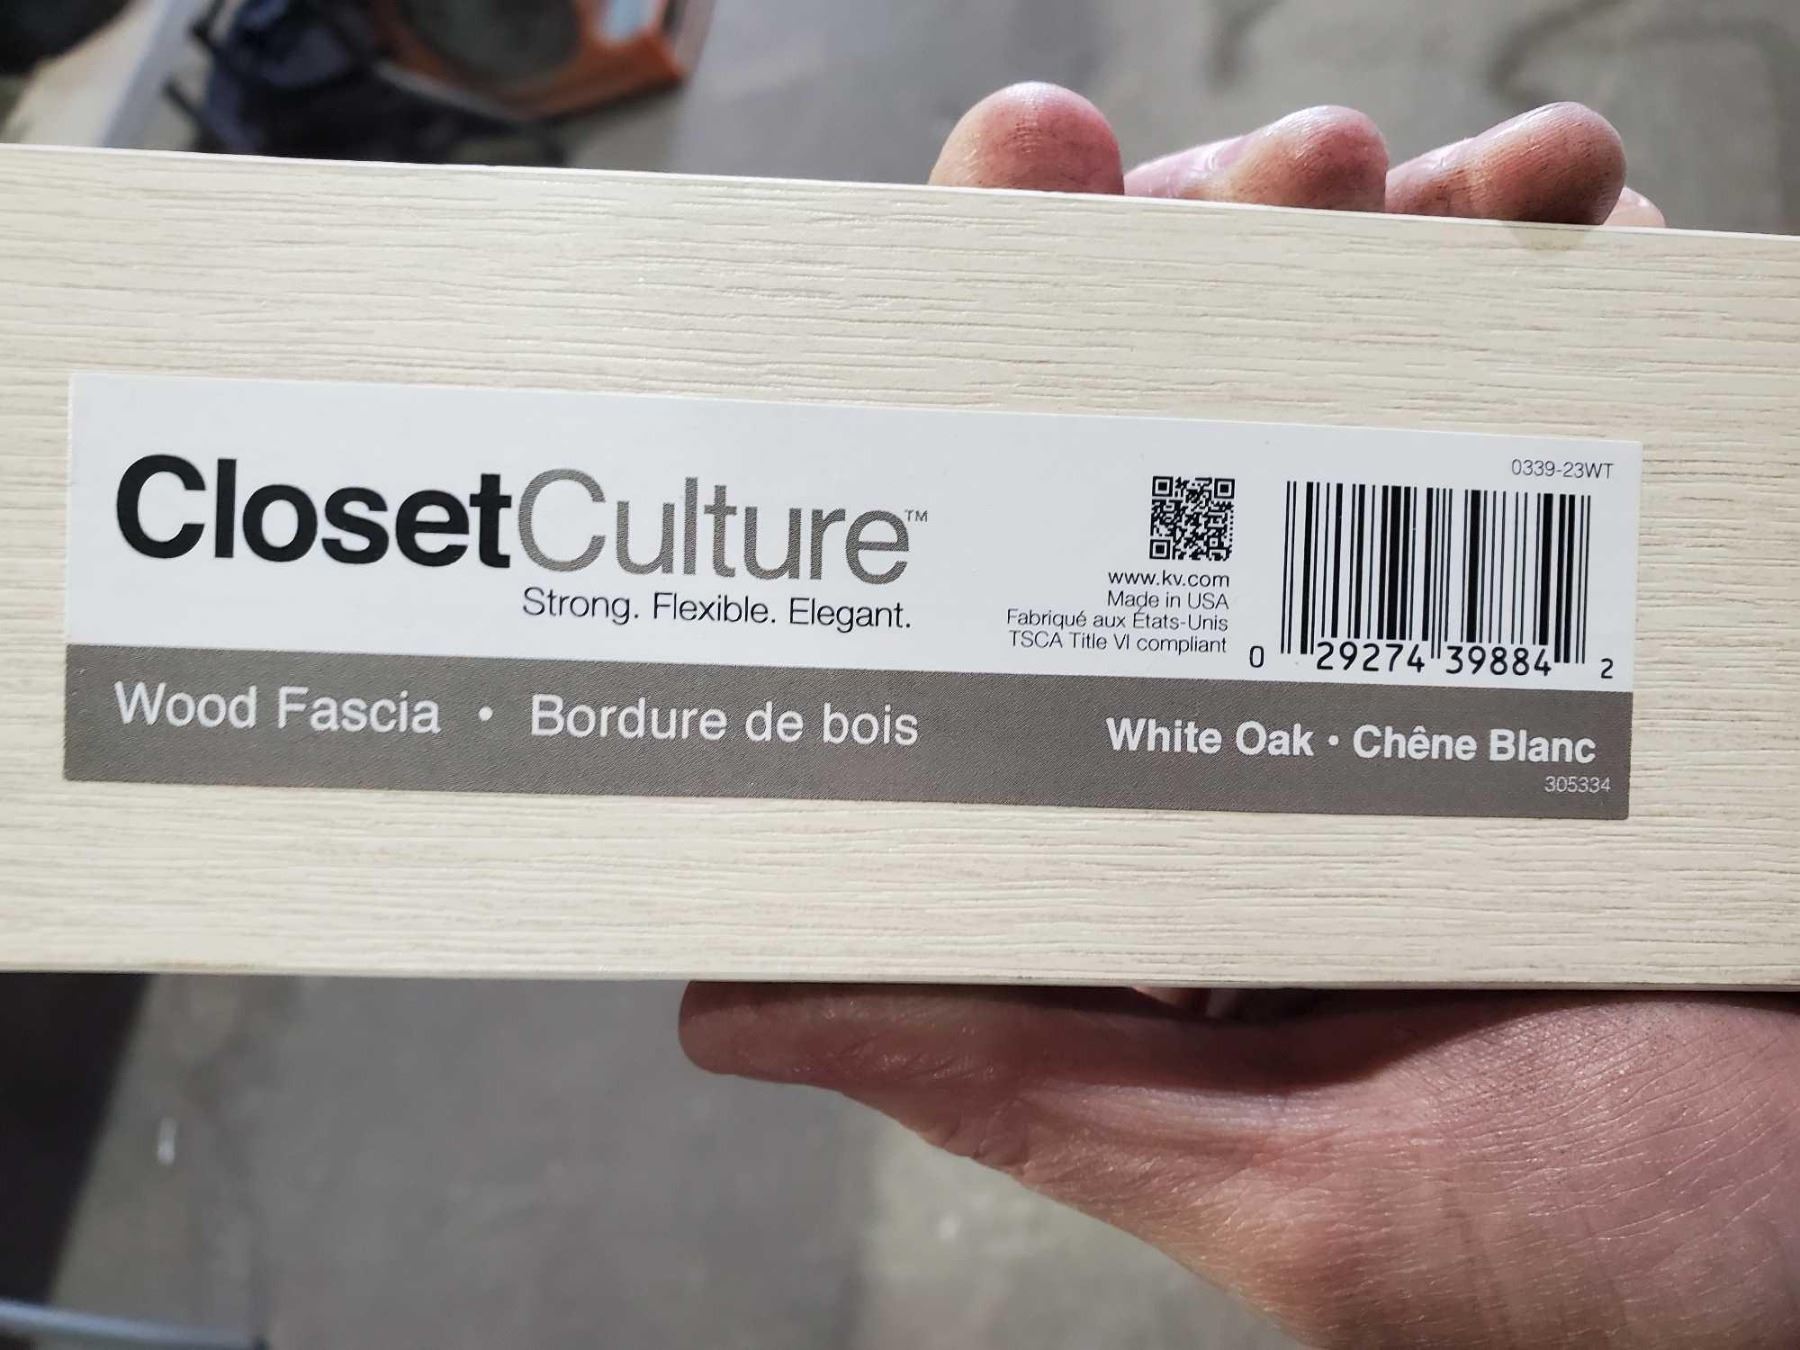 ClosetCulture™
Strong. Flexible. Elegant.
www.kv.com
Made in USA
Fabriqué aux États-Unis
TSCA Title VI compliant
0339-23WT
0 29274 39884 2
Wood Fascia • Bordure de bois
White Oak • Chêne Blanc
305334